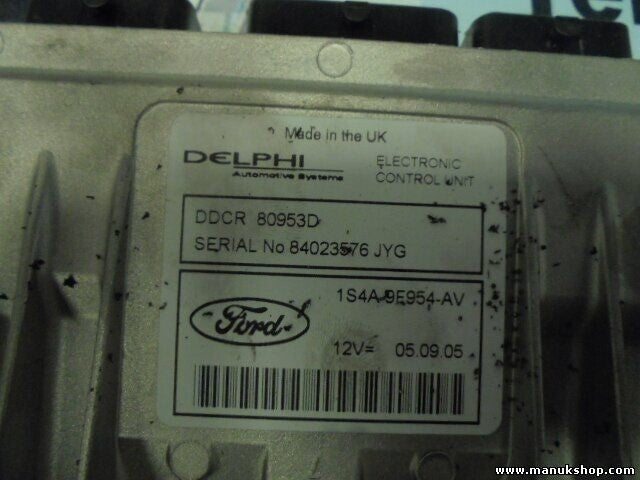 Made in the UK
DELPHI
Automotive Systems
ELECTRONIC
CONTROL UNIT
DDCR 80953D
SERIAL No 84023576 JYG
1S4A-9E954-AV
Ford
12V= 05.09.05
www.manukshop.com